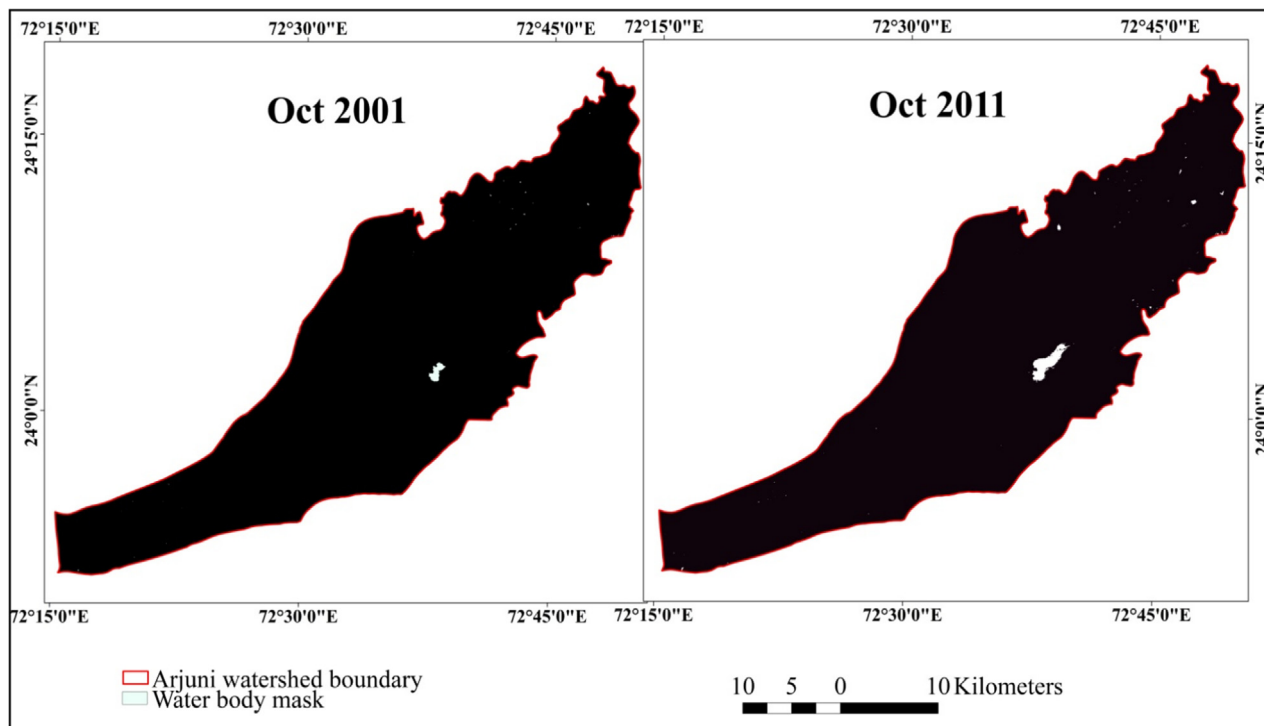 72°15'0"E 72°30'0"E 72°45'0"E 72°15'0"E 72°30'0"E 72°45'0"E
Oct 2001 Oct 2011
24°15'0"N 24°15'0"N
24°0'0"N 24°0'0"N
72°15'0"E 72°30'0"E 72°45'0"E 72°15'0"E 72°30'0"E 72°45'0"E
Arjuni watershed boundary
Water body mask
10 5 0 10 Kilometers